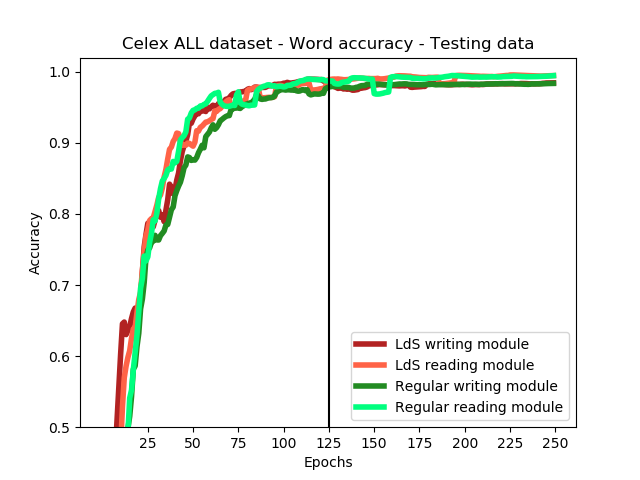 Celex ALL dataset - Word accuracy - Testing data
1.0
0.9
0.8
0.7
0.6
0.5
Accuracy
25 50 75 100 125 150 175 200 225 250
Epochs
LdS writing module
LdS reading module
Regular writing module
Regular reading module